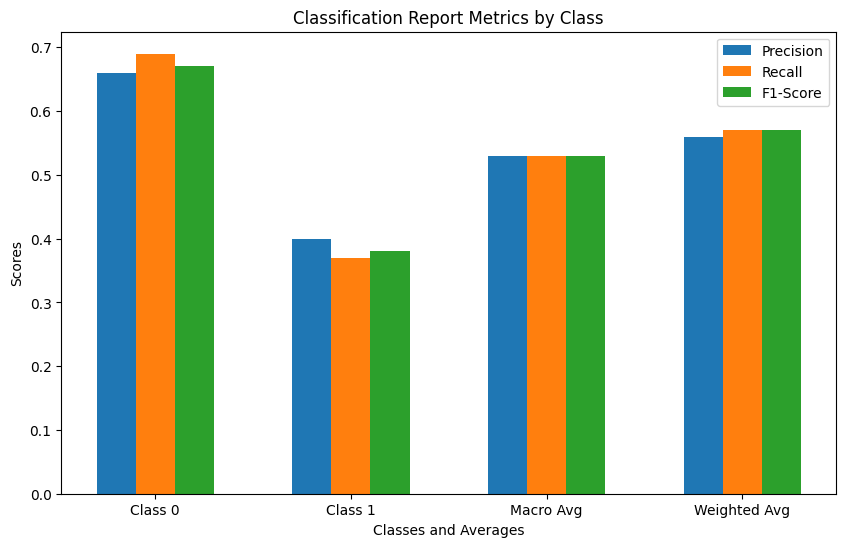 Classification Report Metrics by Class
Precision
Recall
F1-Score
Scores
0.7
0.6
0.5
0.4
0.3
0.2
0.1
0.0
Class 0
Class 1
Macro Avg
Weighted Avg
Classes and Averages